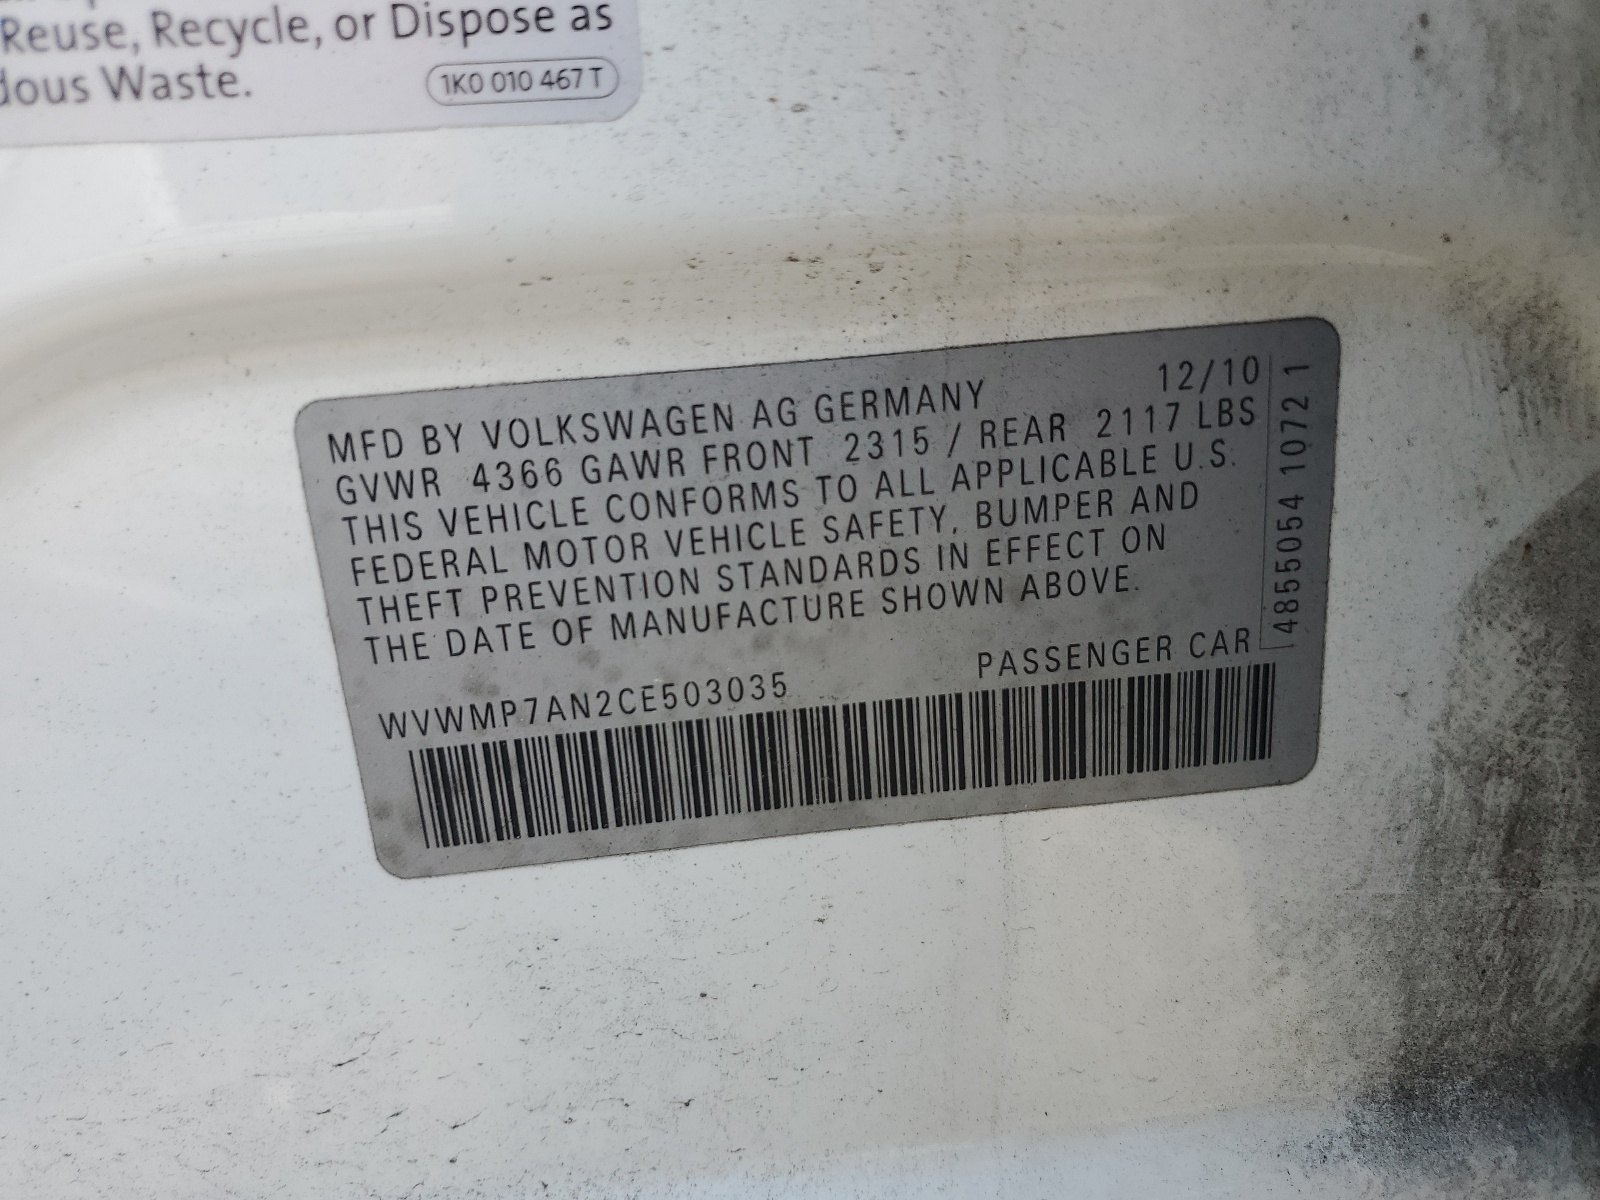 Reuse, Recycle, or Dispose as
dous Waste.
1K0 010 467 T
MFD BY VOLKSWAGEN AG GERMANY 12/10
GVWR 4366 GAWR FRONT 2315 / REAR 2117 LBS
THIS VEHICLE CONFORMS TO ALL APPLICABLE U.S.
FEDERAL MOTOR VEHICLE SAFETY, BUMPER AND
THEFT PREVENTION STANDARDS IN EFFECT ON
THE DATE OF MANUFACTURE SHOWN ABOVE.
WVWMP7AN2CE503035 PASSENGER CAR
4855054 1072 1